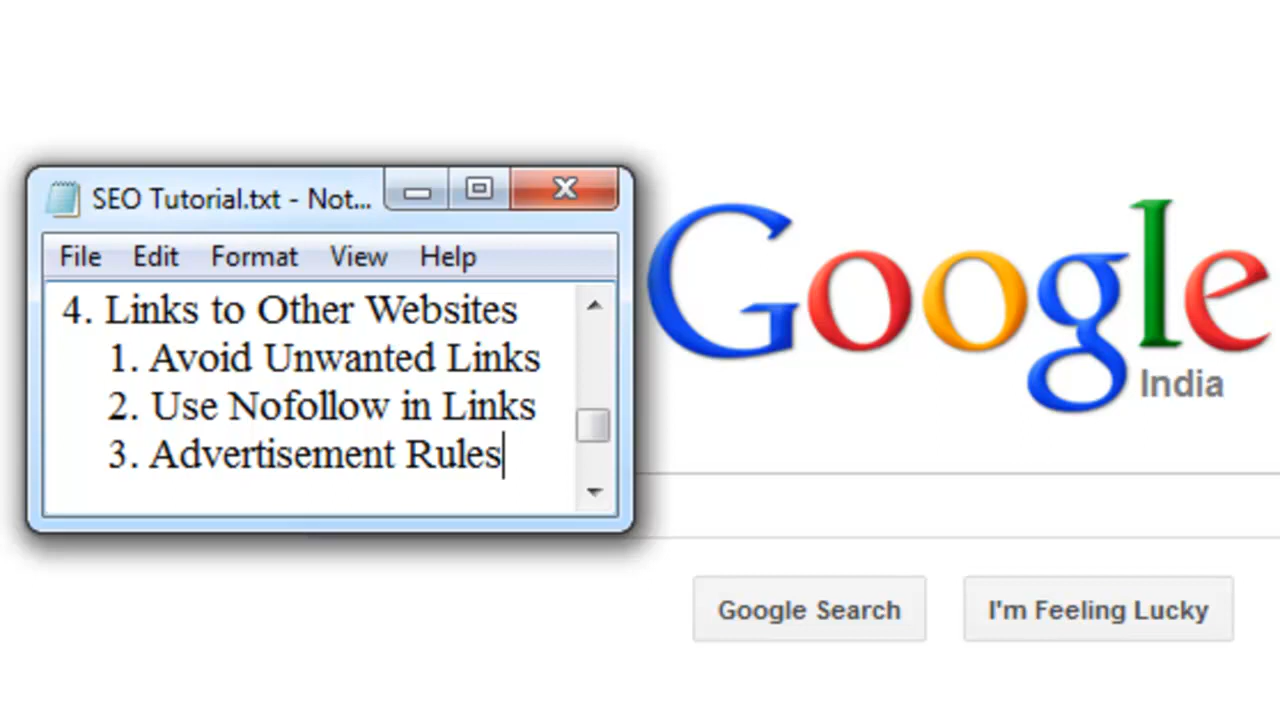 SEO Tutorial.txt - Not...
File Edit Format View Help
4. Links to Other Websites
1. Avoid Unwanted Links
2. Use Nofollow in Links
3. Advertisement Rules
Google
India
Google Search I'm Feeling Lucky